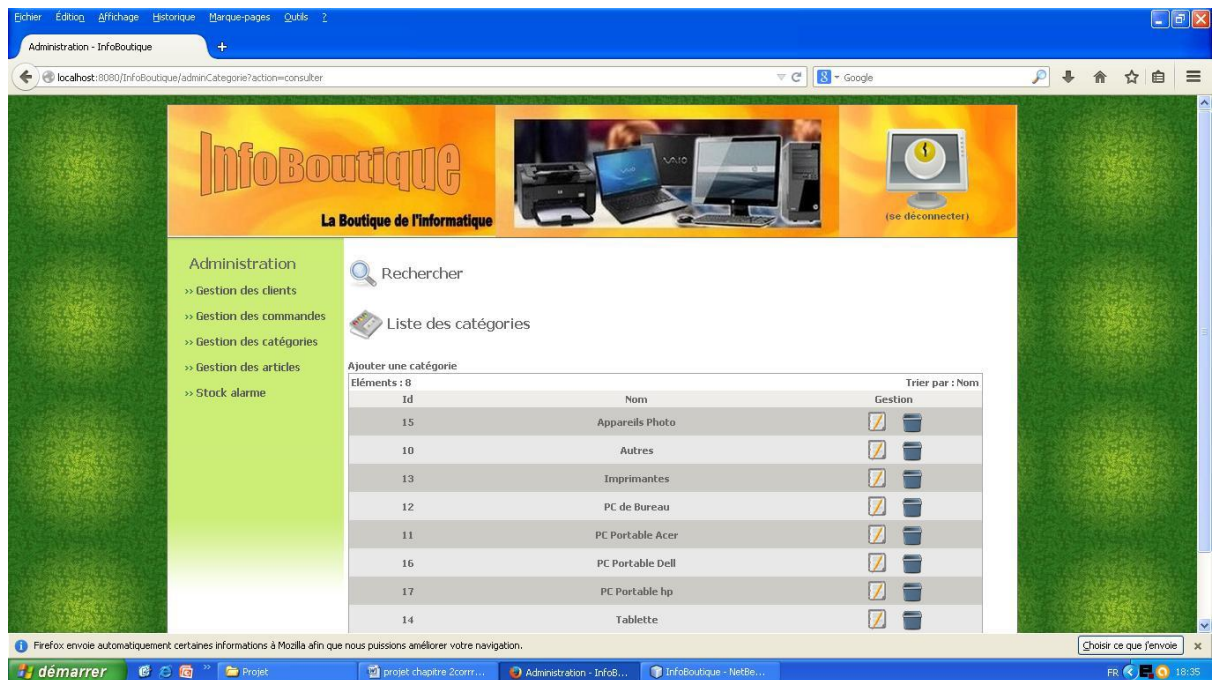 Fichier Édition Affichage Historique Marque-pages Outils ?
Administration - InfoBoutique
localhost:8080/InfoBoutique/adminCategorie?action=consulter
Google
InfoBoutique
La Boutique de l'informatique
VAIO
(se déconnecter)
Administration
›› Gestion des clients
›› Gestion des commandes
›› Gestion des catégories
›› Gestion des articles
›› Stock alarme
Rechercher
Liste des catégories
Ajouter une catégorie
Eléments : 8 Trier par : Nom
Id Nom Gestion
15 Appareils Photo
10 Autres
13 Imprimantes
12 PC de Bureau
11 PC Portable Acer
16 PC Portable Dell
17 PC Portable hp
14 Tablette
Firefox envoie automatiquement certaines informations à Mozilla afin que nous puissions améliorer votre navigation.
Choisir ce que j'envoie
démarrer
Projet
projet chapitre 2corrr...
Administration - InfoB...
InfoBoutique - NetBe...
FR
18:35